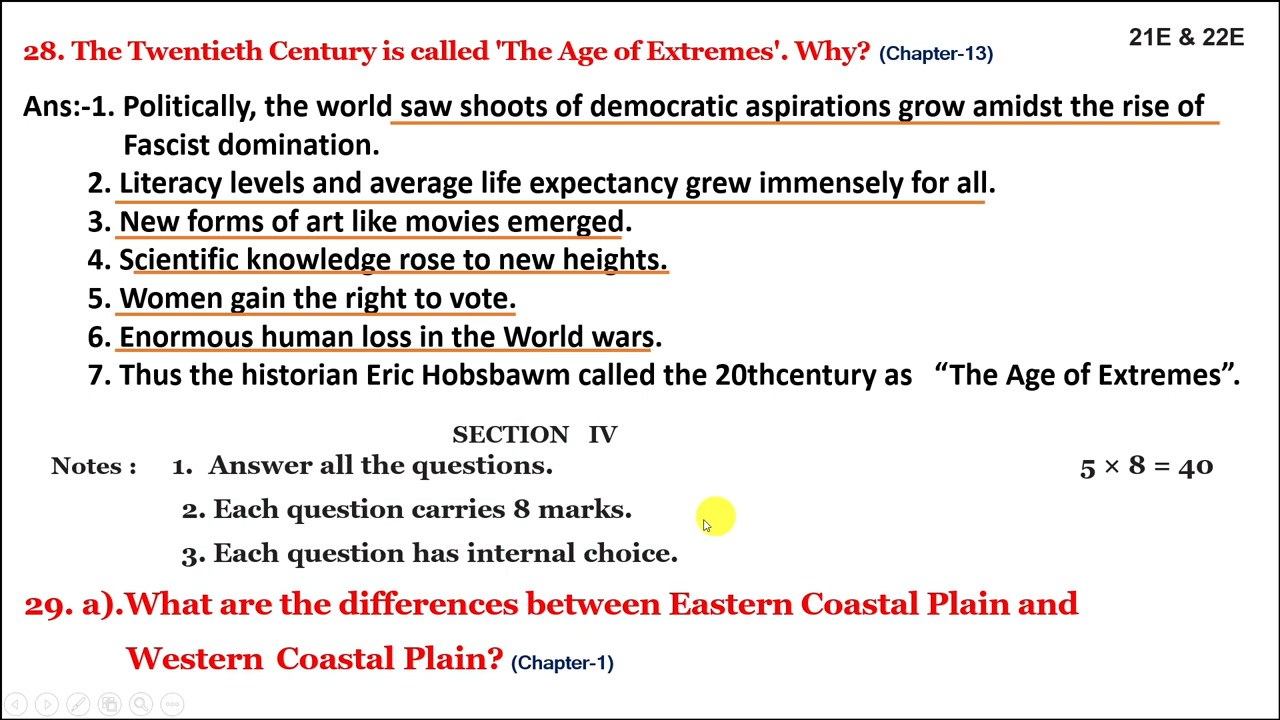 21E & 22E
28. The Twentieth Century is called 'The Age of Extremes'. Why? (Chapter-13)
Ans:-1. Politically, the world saw shoots of democratic aspirations grow amidst the rise of
Fascist domination.
2. Literacy levels and average life expectancy grew immensely for all.
3. New forms of art like movies emerged.
4. Scientific knowledge rose to new heights.
5. Women gain the right to vote.
6. Enormous human loss in the World wars.
7. Thus the historian Eric Hobsbawm called the 20thcentury as “The Age of Extremes”.
SECTION IV
Notes : 1. Answer all the questions. 5 × 8 = 40
2. Each question carries 8 marks.
3. Each question has internal choice.
29. a).What are the differences between Eastern Coastal Plain and
Western Coastal Plain? (Chapter-1)